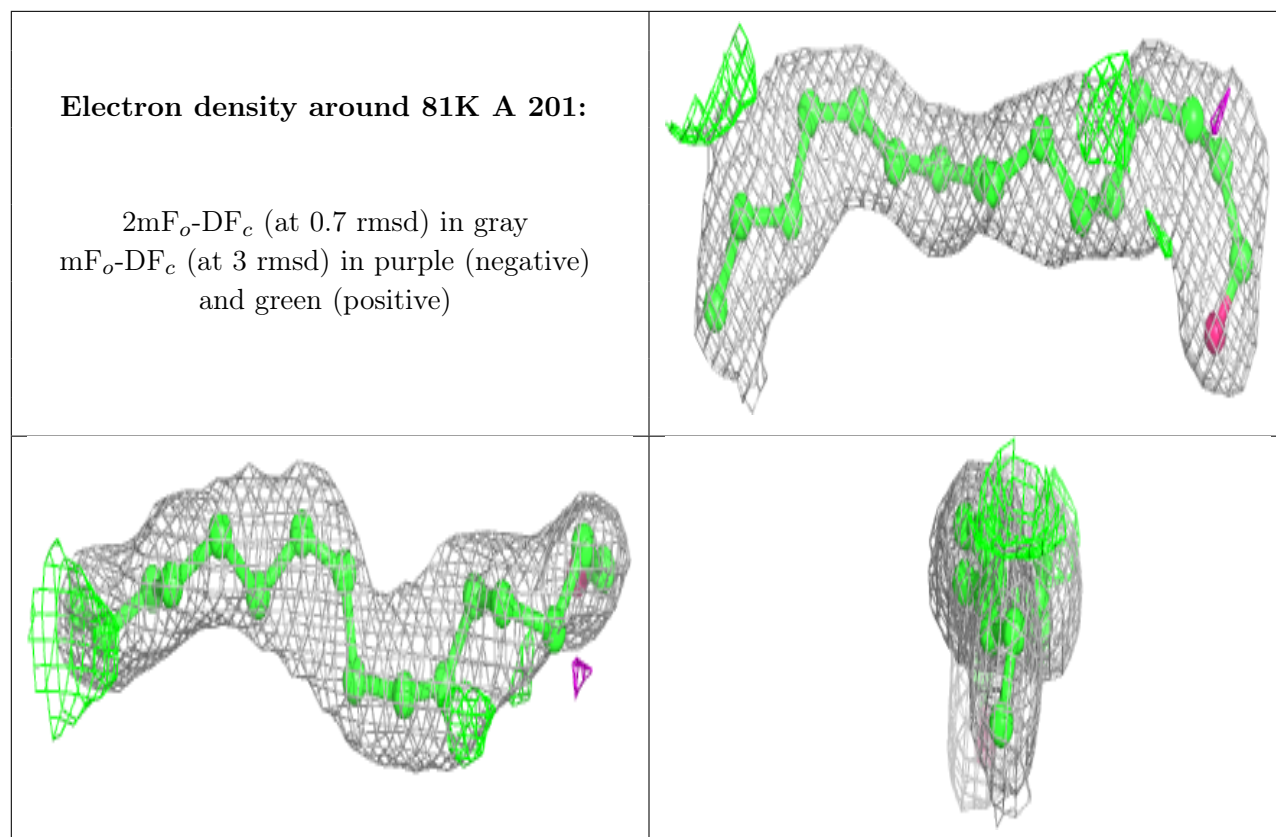 Electron density around 81K A 201:
2mFo-DFc (at 0.7 rmsd) in gray
mFo-DFc (at 3 rmsd) in purple (negative)
and green (positive)